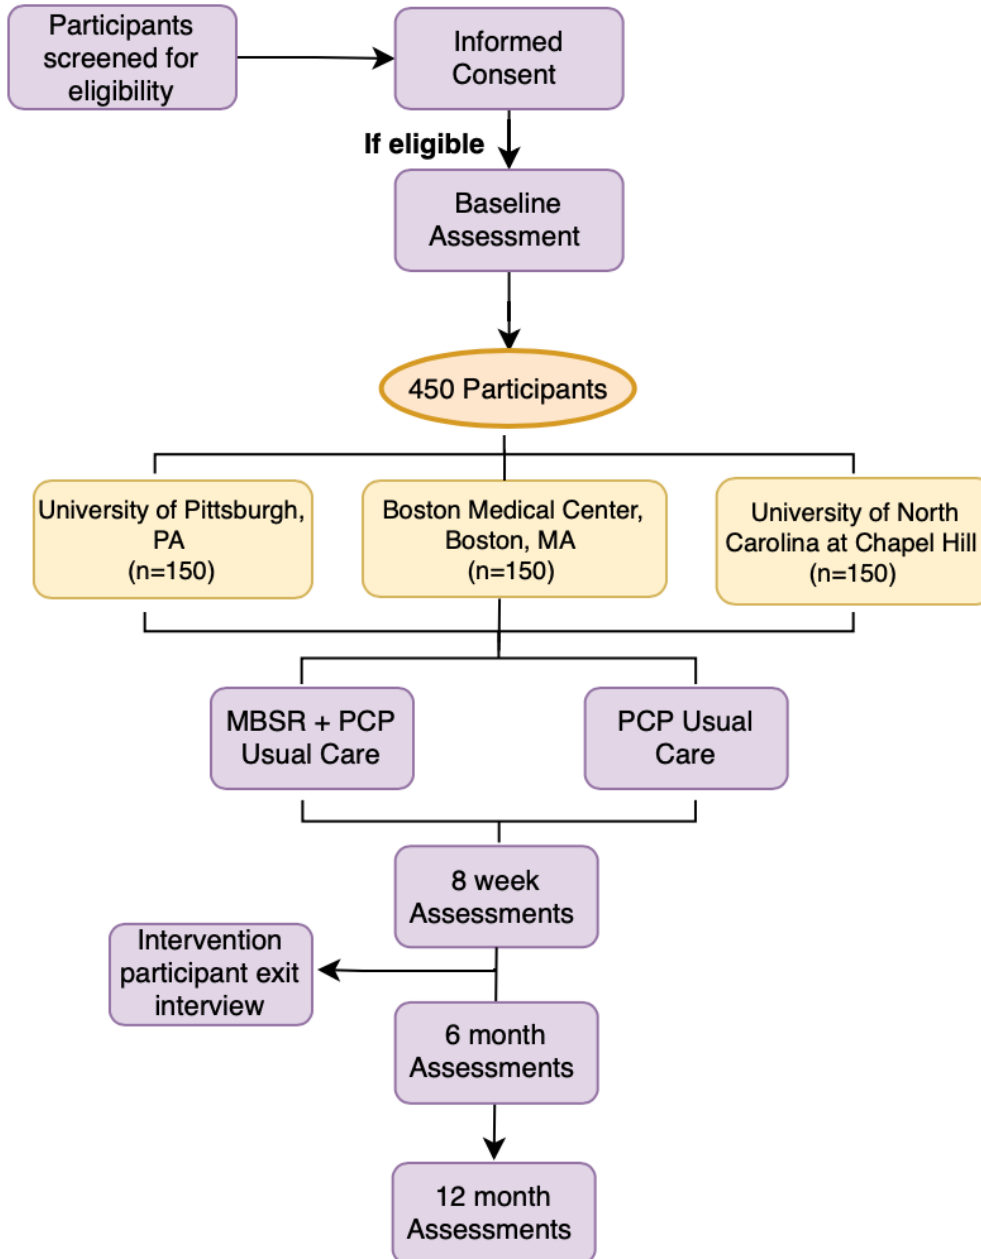 Participants
screened for
eligibility
Informed
Consent
If eligible
Baseline
Assessment
450 Participants
University of Pittsburgh,
PA
(n=150)
Boston Medical Center,
Boston, MA
(n=150)
University of North
Carolina at Chapel Hill
(n=150)
MBSR + PCP
Usual Care
PCP Usual
Care
8 week
Assessments
Intervention
participant exit
interview
6 month
Assessments
12 month
Assessments